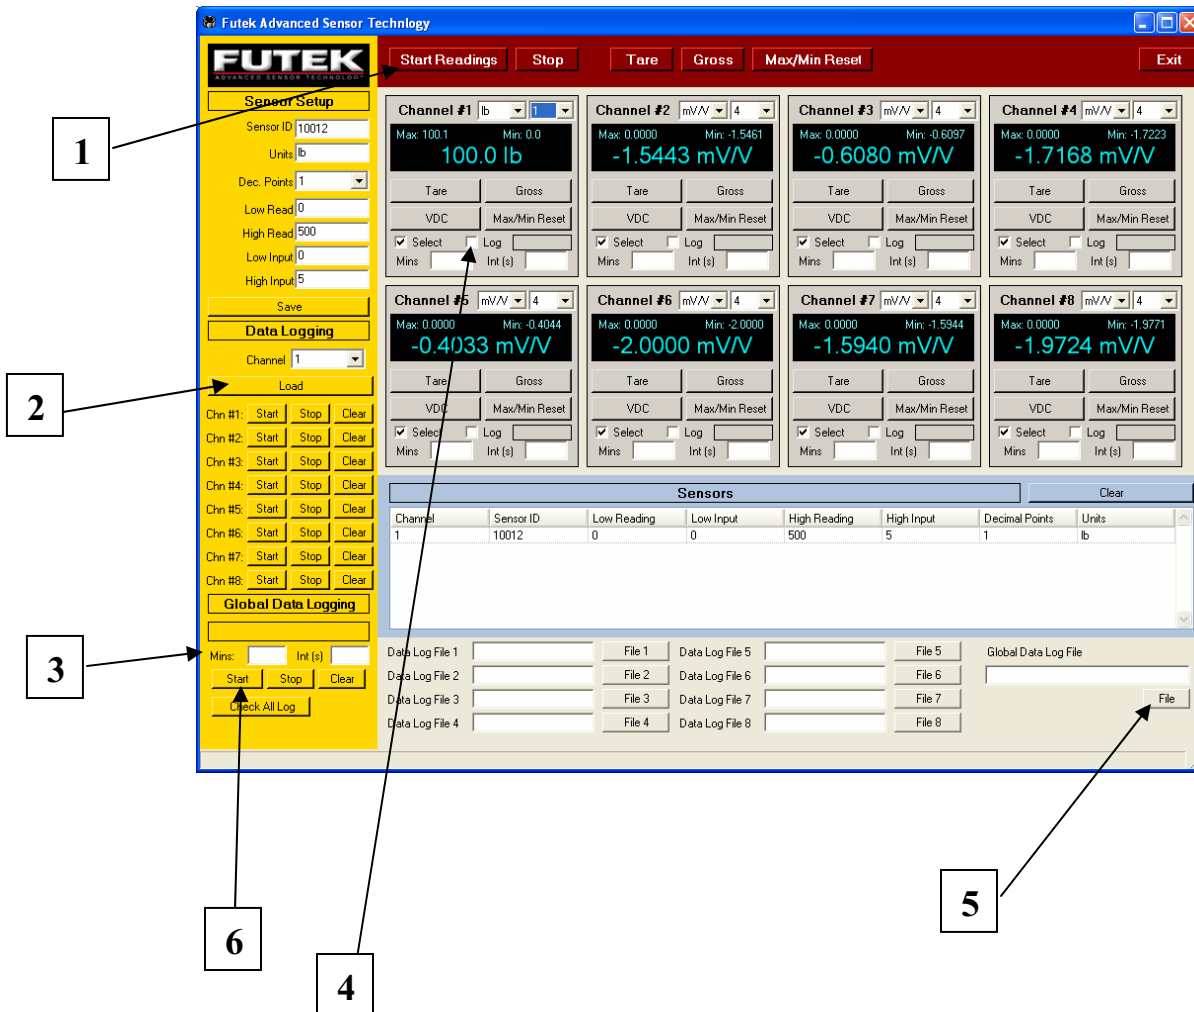 Futek Advanced Sensor Technlogy
FUTEK
ADVANCED SENSOR TECHNOLOGY
Start Readings Stop Tare Gross Max/Min Reset Exit
Sensor Setup
Sensor ID 10012
Units lb
Dec. Points 1
Low Read 0
High Read 500
Low Input 0
High Input 5
Save
Data Logging
Channel 1
Load
Chn #1: Start Stop Clear
Chn #2: Start Stop Clear
Chn #3: Start Stop Clear
Chn #4: Start Stop Clear
Chn #5: Start Stop Clear
Chn #6: Start Stop Clear
Chn #7: Start Stop Clear
Chn #8: Start Stop Clear
Global Data Logging
Mins: Int (s)
Start Stop Clear
Check All Log
Channel #1 lb 1
Max: 100.1 Min: 0.0
100.0 lb
Tare Gross
VDC Max/Min Reset
Select Log
Mins Int (s)
Channel #2 mV/V 4
Max: 0.0000 Min: -1.5461
-1.5443 mV/V
Tare Gross
VDC Max/Min Reset
Select Log
Mins Int (s)
Channel #3 mV/V 4
Max: 0.0000 Min: -0.6097
-0.6080 mV/V
Tare Gross
VDC Max/Min Reset
Select Log
Mins Int (s)
Channel #4 mV/V 4
Max: 0.0000 Min: -1.7223
-1.7168 mV/V
Tare Gross
VDC Max/Min Reset
Select Log
Mins Int (s)
Channel #5 mV/V 4
Max: 0.0000 Min: -0.4044
-0.4033 mV/V
Tare Gross
VDC Max/Min Reset
Select Log
Mins Int (s)
Channel #6 mV/V 4
Max: 0.0000 Min: -2.0000
-2.0000 mV/V
Tare Gross
VDC Max/Min Reset
Select Log
Mins Int (s)
Channel #7 mV/V 4
Max: 0.0000 Min: -1.5944
-1.5940 mV/V
Tare Gross
VDC Max/Min Reset
Select Log
Mins Int (s)
Channel #8 mV/V 4
Max: 0.0000 Min: -1.9771
-1.9724 mV/V
Tare Gross
VDC Max/Min Reset
Select Log
Mins Int (s)
Sensors Clear
Channel Sensor ID Low Reading Low Input High Reading High Input Decimal Points Units
1 10012 0 0 500 5 1 lb
Data Log File 1 File 1 Data Log File 5 File 5 Global Data Log File
Data Log File 2 File 2 Data Log File 6 File 6
Data Log File 3 File 3 Data Log File 7 File 7 File
Data Log File 4 File 4 Data Log File 8 File 8
1
2
3
5
6
4